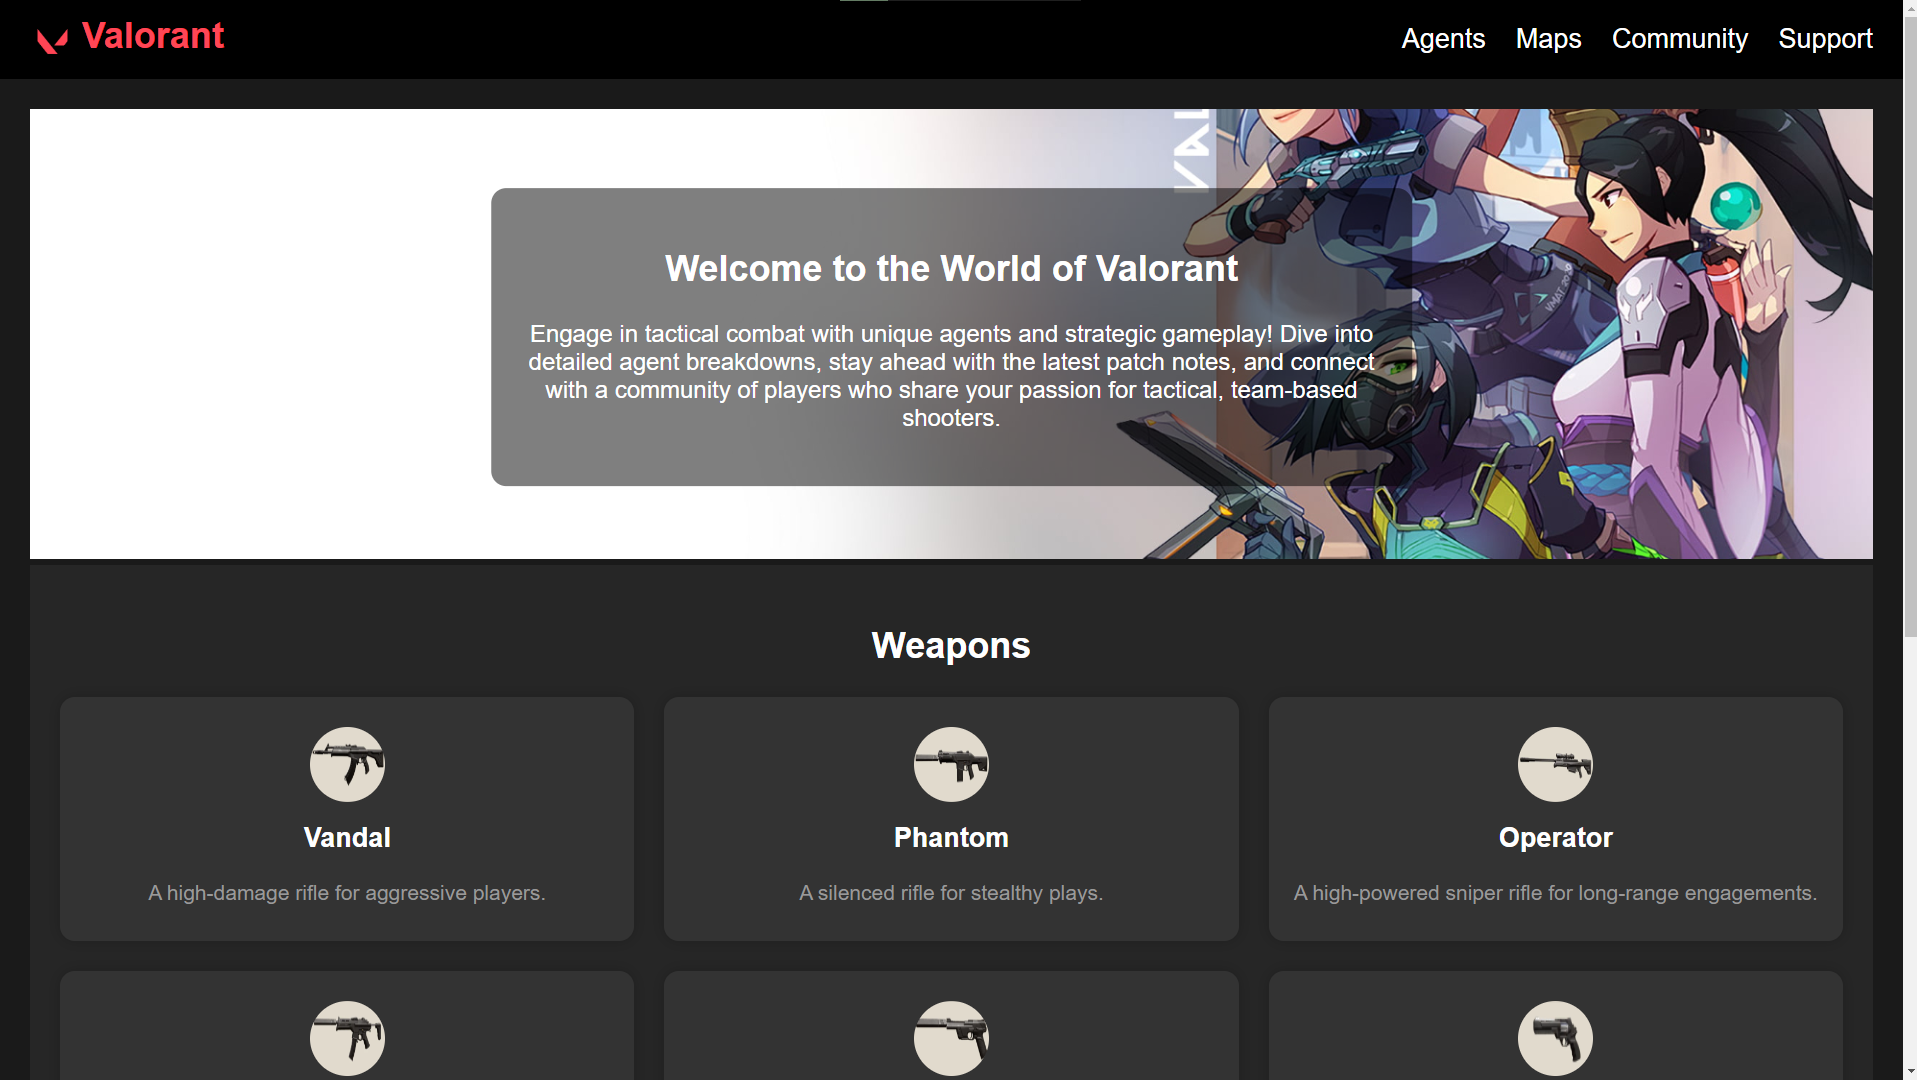 Valorant
Agents Maps Community Support
Welcome to the World of Valorant
Engage in tactical combat with unique agents and strategic gameplay! Dive into
detailed agent breakdowns, stay ahead with the latest patch notes, and connect
with a community of players who share your passion for tactical, team-based
shooters.
Weapons
Vandal
A high-damage rifle for aggressive players.
Phantom
A silenced rifle for stealthy plays.
Operator
A high-powered sniper rifle for long-range engagements.